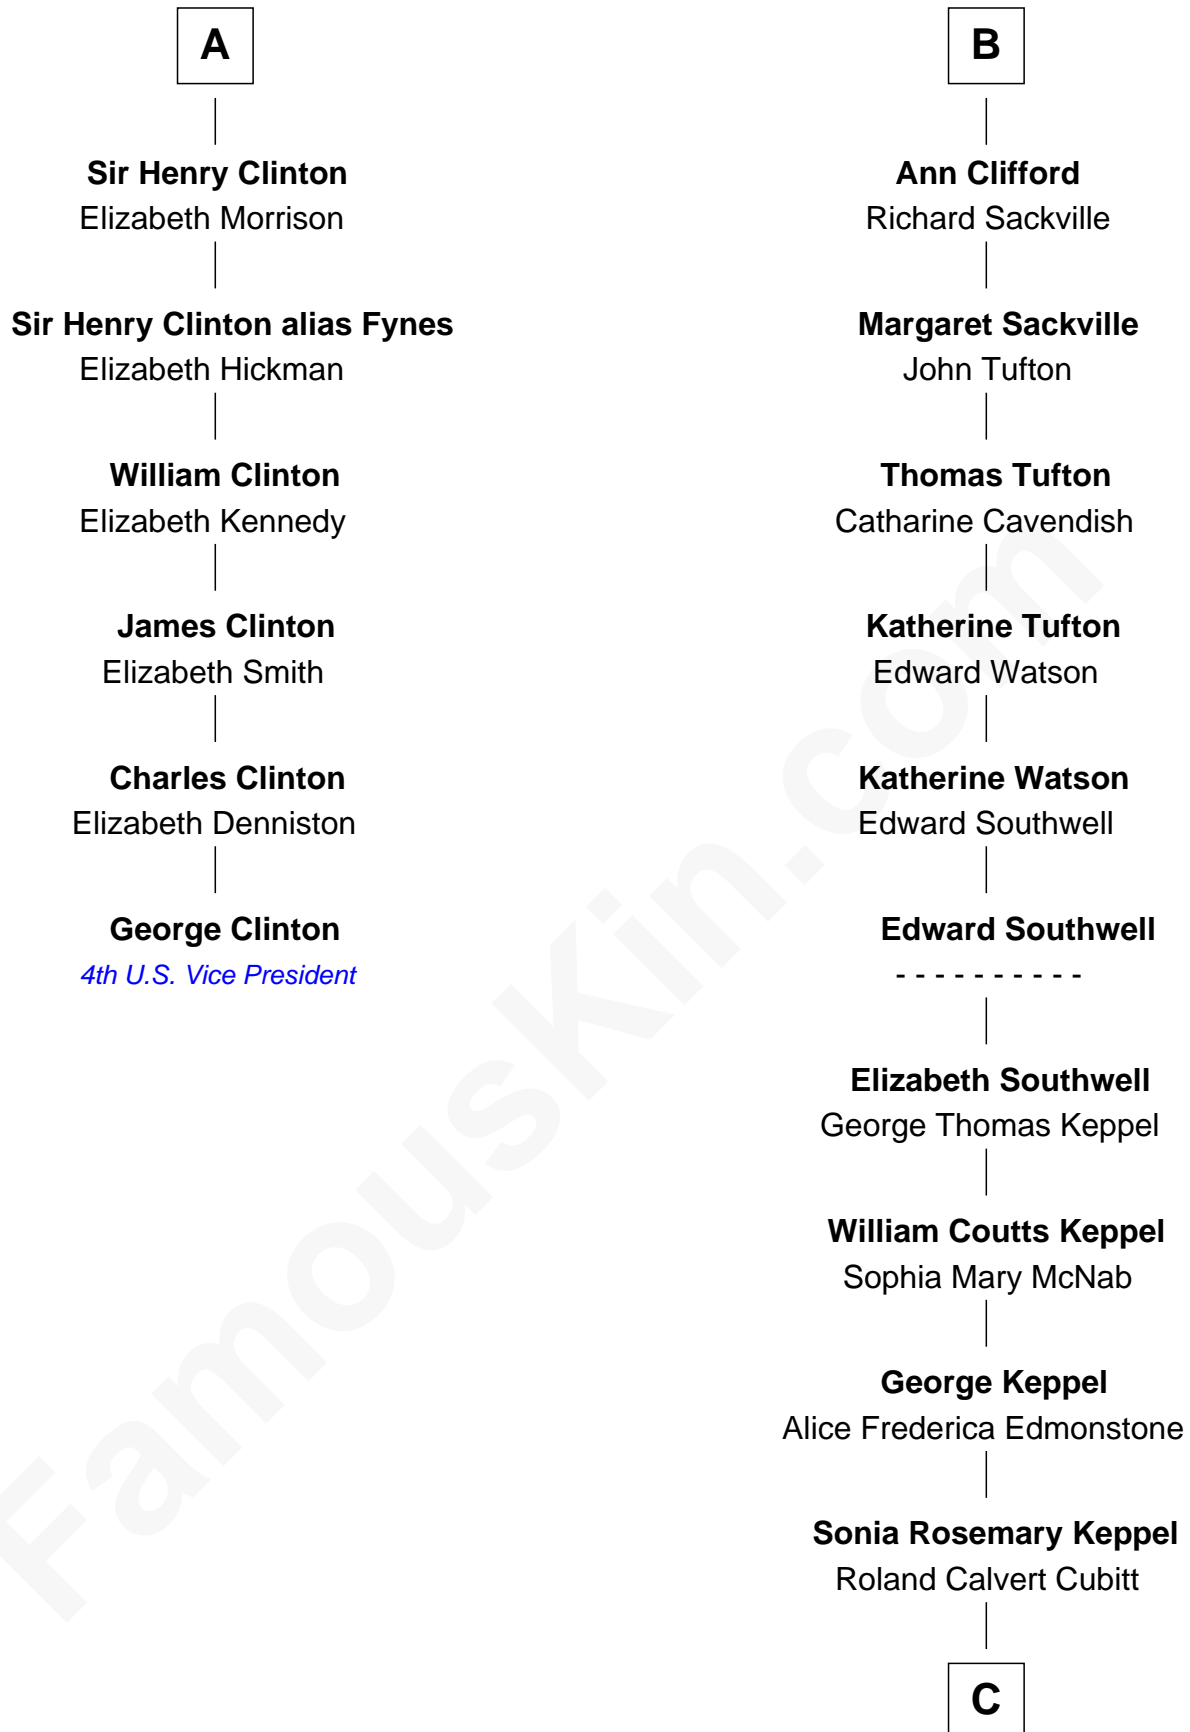 A
Sir Henry Clinton
Elizabeth Morrison
Sir Henry Clinton alias Fynes
Elizabeth Hickman
William Clinton
Elizabeth Kennedy
James Clinton
Elizabeth Smith
Charles Clinton
Elizabeth Denniston
George Clinton
4th U.S. Vice President
B
Ann Clifford
Richard Sackville
Margaret Sackville
John Tufton
Thomas Tufton
Catharine Cavendish
Katherine Tufton
Edward Watson
Katherine Watson
Edward Southwell
Edward Southwell
- - - - - - - - - -
Elizabeth Southwell
George Thomas Keppel
William Coutts Keppel
Sophia Mary McNab
George Keppel
Alice Frederica Edmonstone
Sonia Rosemary Keppel
Roland Calvert Cubitt
C
FamousKin.com